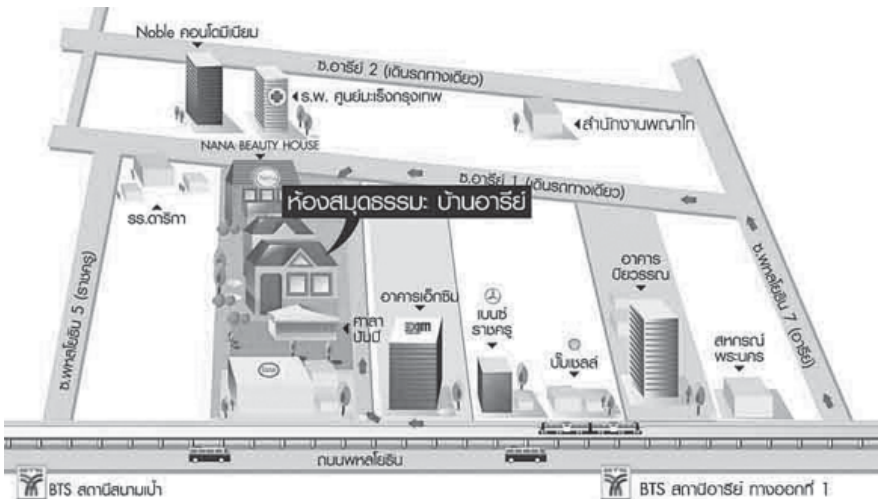 Noble คอนโดมิเนียม
ซ.อารีย์ 2 (เดินรถทางเดียว)
ร.พ. ศูนย์มะเร็งกรุงเทพ
สำนักงานพญาไท
NANA BEAUTY HOUSE
ซ.อารีย์ 1 (เดินรถทางเดียว)
ห้องสมุดธรรมะ บ้านอารีย์
รร.ดาริกา
ซ.พหลโยธิน 5 (ราชครู)
อาคาร
ปิยวรรณ
ซ.พหลโยธิน 7 (อารีย์)
อาคารเอ็กซิม
เบนซ์
ราชครู
ศาลา
ปันมี
ปั๊มเชลล์
สหกรณ์
พระนคร
ถนนพหลโยธิน
BTS สถานีสนามเป้า
BTS สถานีอารีย์ ทางออกที่ 1